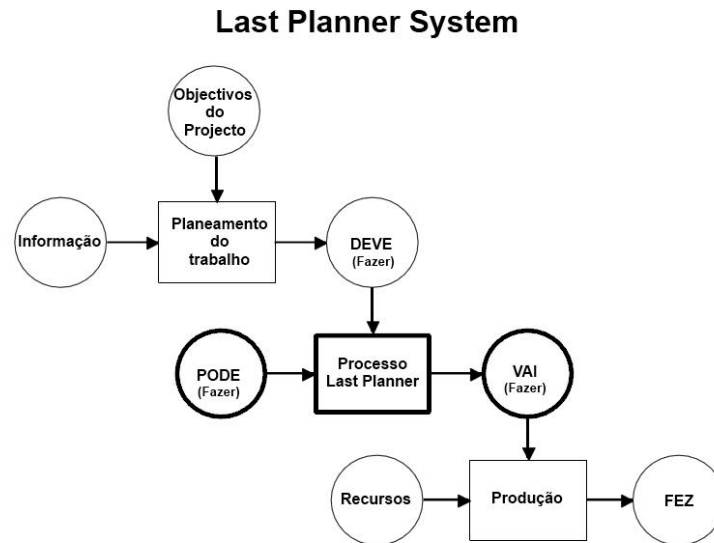 Last Planner System
Objectivos
do
Projecto
Informação
Planeamento
do
trabalho
DEVE
(Fazer)
PODE
(Fazer)
Processo
Last Planner
VAI
(Fazer)
Recursos
Produção
FEZ